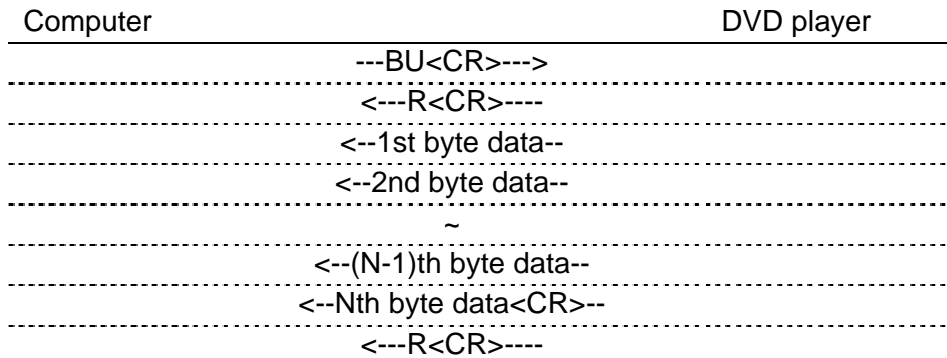 Computer DVD player
---BU<CR>--->
<---R<CR>----
<--1st byte data--
<--2nd byte data--
~
<--(N-1)th byte data--
<--Nth byte data<CR>--
<---R<CR>----